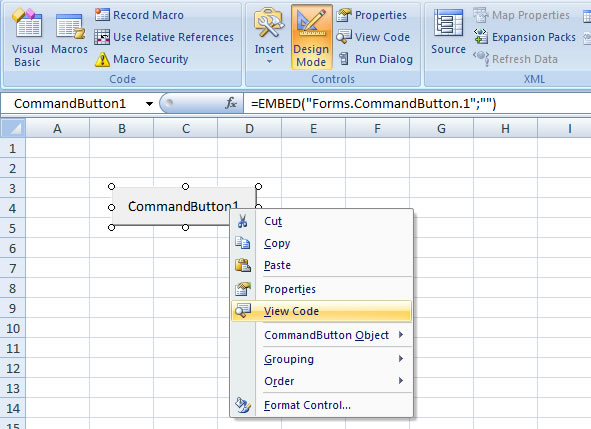 Visual Basic
Macros
Record Macro
Use Relative References
Macro Security
Code
Insert
Design Mode
Properties
View Code
Run Dialog
Controls
Source
Map Properties
Expansion Packs
Refresh Data
XML
CommandButton1
fx
=EMBED("Forms.CommandButton.1";"")
A B C D E F G H I
1
2
3
4
5
6
7
8
9
10
11
12
13
14
15
CommandButton1
Cut
Copy
Paste
Properties
View Code
CommandButton Object
Grouping
Order
Format Control...